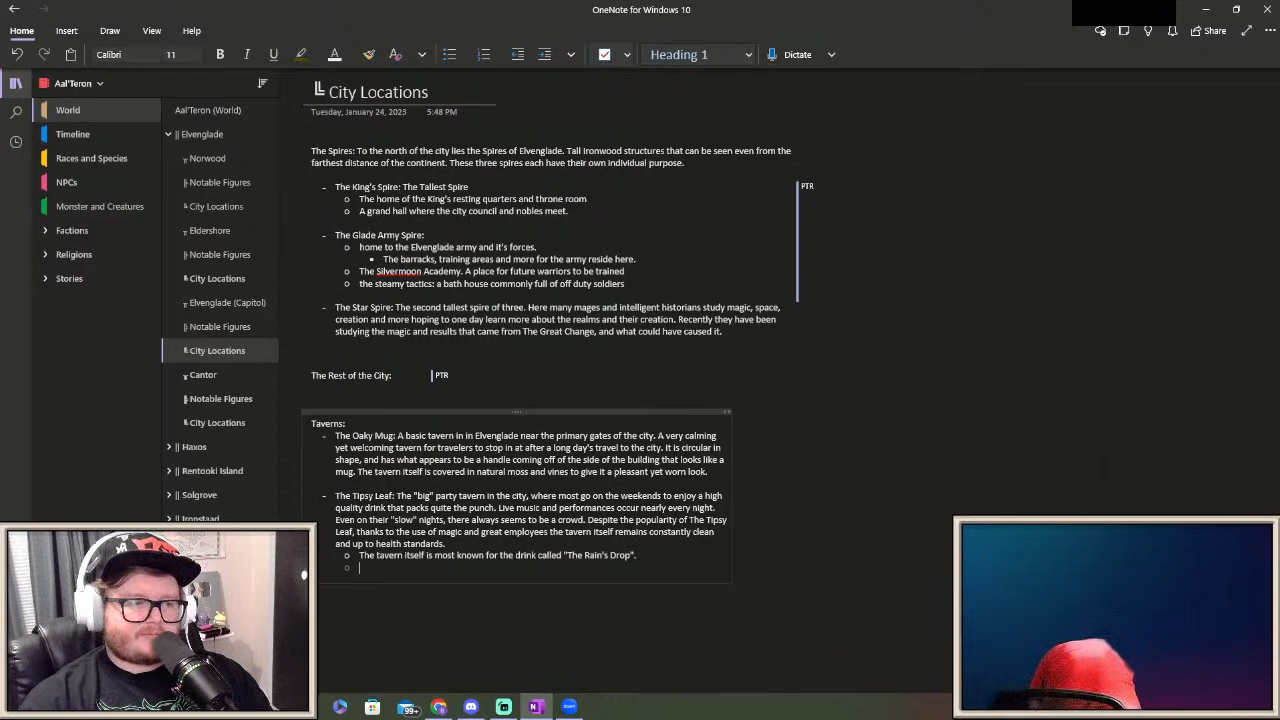 OneNote for Windows 10
Home
Insert
Draw
View
Help
Share
Calibri
11
B
I
U
A
Heading 1
Dictate
Aal'Teron
World
Timeline
Races and Species
NPCs
Monster and Creatures
Factions
Religions
Stories
Aal'Teron (World)
|| Elvenglade
╔ Norwood
╠ Notable Figures
╚ City Locations
╔ Eldershore
╠ Notable Figures
╚ City Locations
Elvenglade (Capitol)
╠ Notable Figures
╚ City Locations
╔ Cantor
╠ Notable Figures
╚ City Locations
|| Haxos
|| Rentooki Island
|| Solgrove
|| Ironstaad
╚ City Locations
Tuesday, January 24, 2023 5:48 PM
The Spires: To the north of the city lies the Spires of Elvenglade. Tall Ironwood structures that can be seen even from the
farthest distance of the continent. These three spires each have their own individual purpose.
- The King's Spire: The Tallest Spire
○ The home of the King's resting quarters and throne room
○ A grand hall where the city council and nobles meet.
- The Glade Army Spire:
○ home to the Elvenglade army and it's forces.
▪ The barracks, training areas and more for the army reside here.
○ The Silvermoon Academy. A place for future warriors to be trained
○ the steamy tactics: a bath house commonly full of off duty soldiers
- The Star Spire: The second tallest spire of three. Here many mages and intelligent historians study magic, space,
creation and more hoping to one day learn more about the realms and their creation. Recently they have been
studying the magic and results that came from The Great Change, and what could have caused it.
PTR
The Rest of the City:
PTR
Taverns:
- The Oaky Mug: A basic tavern in in Elvenglade near the primary gates of the city. A very calming
yet welcoming tavern for travelers to stop in at after a long day's travel to the city. It is circular in
shape, and has what appears to be a handle coming off of the side of the building that looks like a
mug. The tavern itself is covered in natural moss and vines to give it a pleasant yet worn look.
- The Tipsy Leaf: The "big" party tavern in the city, where most go on the weekends to enjoy a high
quality drink that packs quite the punch. Live music and performances occur nearly every night.
Even on their "slow" nights, there always seems to be a crowd. Despite the popularity of The Tipsy
Leaf, thanks to the use of magic and great employees the tavern itself remains constantly clean
and up to health standards.
○ The tavern itself is most known for the drink called "The Rain's Drop".
○
99+
zoom